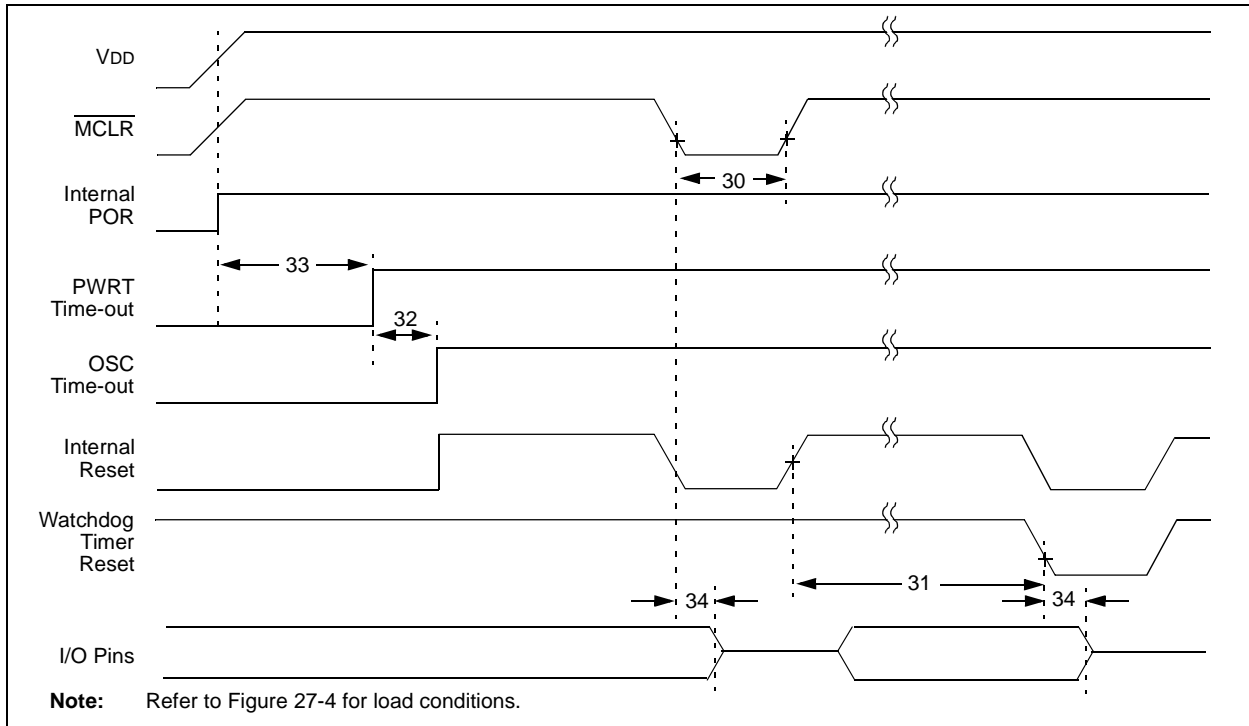 VDD
MCLR
30
Internal
POR
33
PWRT
Time-out
32
OSC
Time-out
Internal
Reset
Watchdog
Timer
Reset
31
34
34
I/O Pins
Note: Refer to Figure 27-4 for load conditions.